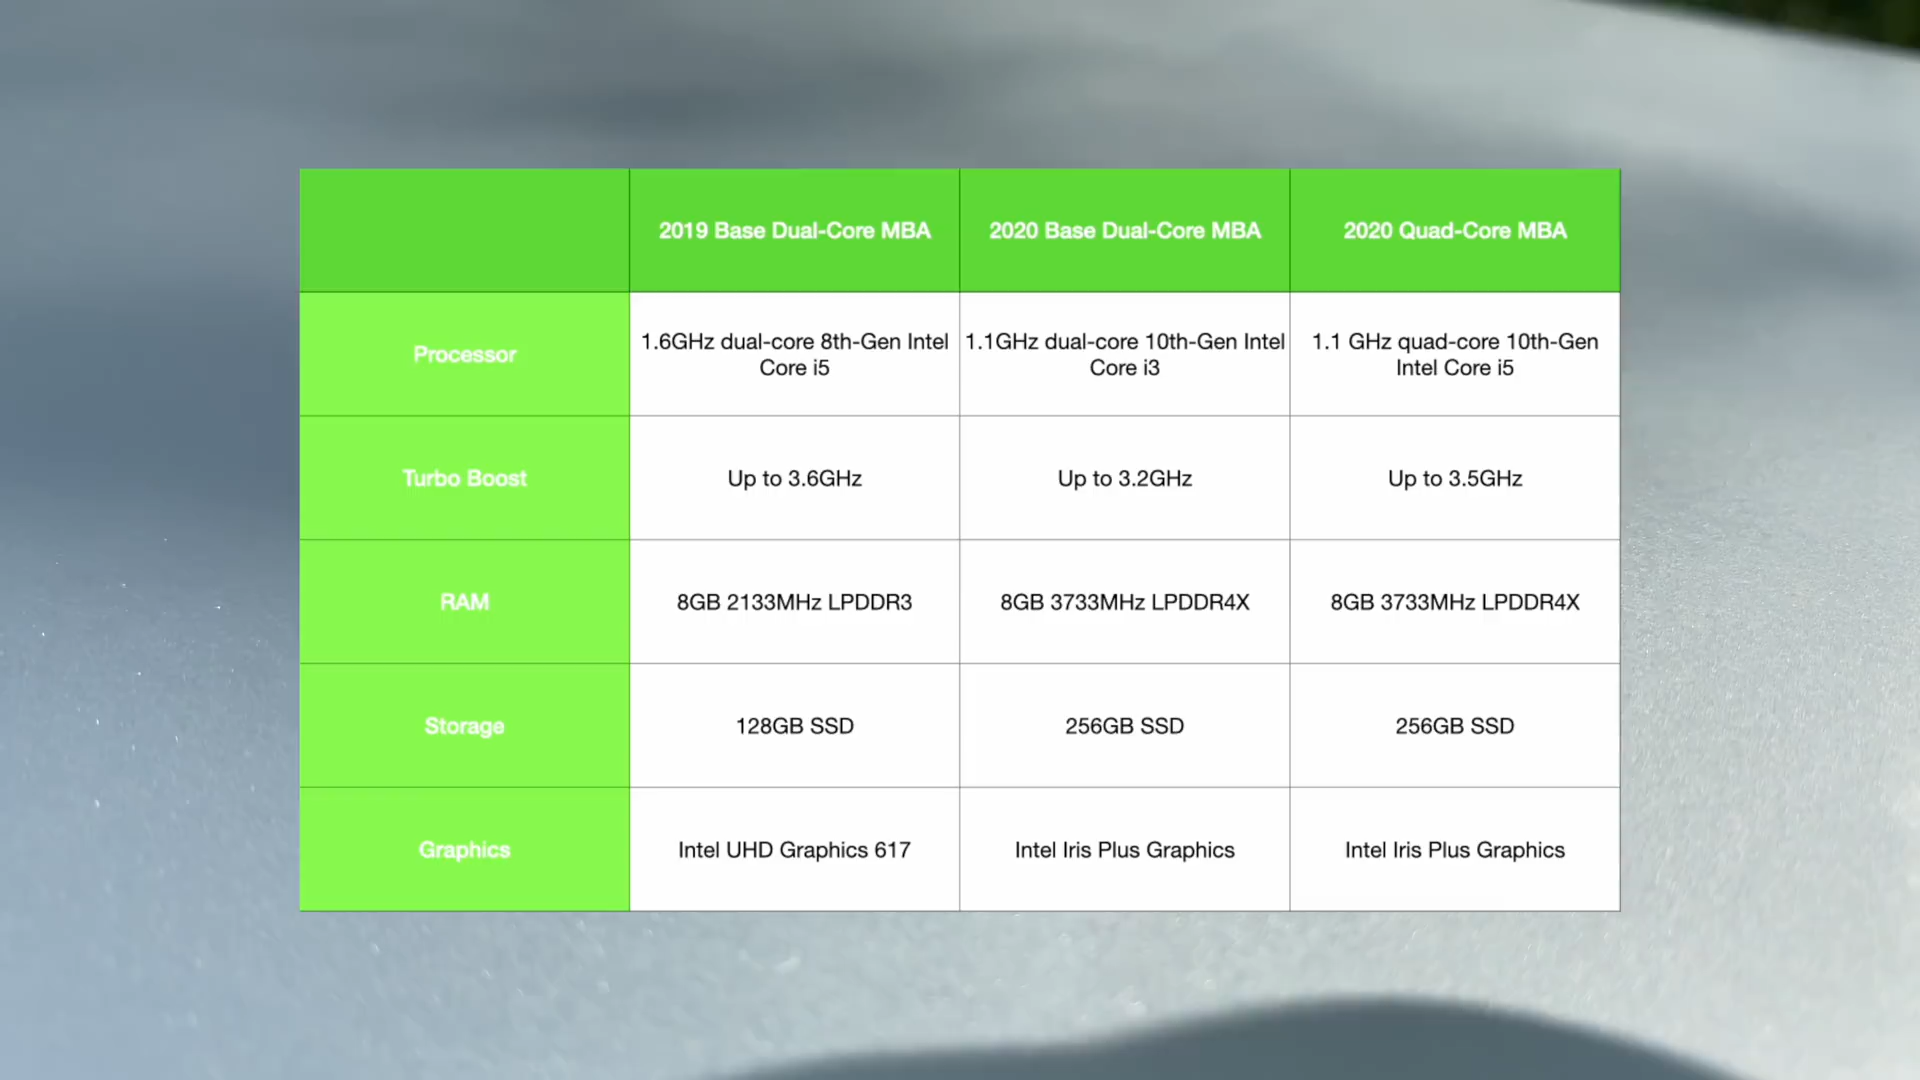 2019 Base Dual-Core MBA
2020 Base Dual-Core MBA
2020 Quad-Core MBA
Processor
1.6GHz dual-core 8th-Gen Intel
Core i5
1.1GHz dual-core 10th-Gen Intel
Core i3
1.1 GHz quad-core 10th-Gen
Intel Core i5
Turbo Boost
Up to 3.6GHz
Up to 3.2GHz
Up to 3.5GHz
RAM
8GB 2133MHz LPDDR3
8GB 3733MHz LPDDR4X
8GB 3733MHz LPDDR4X
Storage
128GB SSD
256GB SSD
256GB SSD
Graphics
Intel UHD Graphics 617
Intel Iris Plus Graphics
Intel Iris Plus Graphics